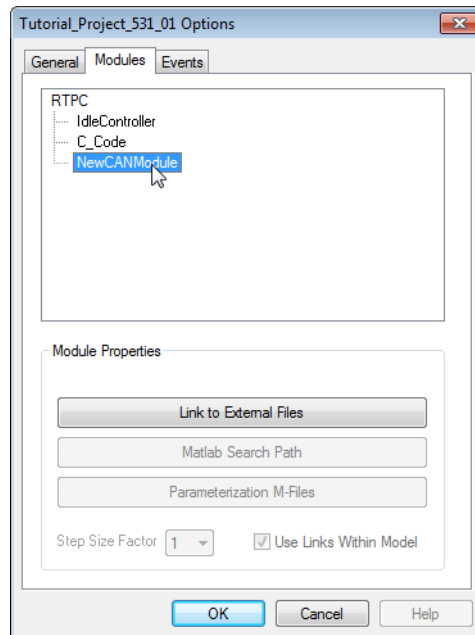 Tutorial_Project_531_01 Options
General Modules Events
RTPC
IdleController
C_Code
NewCANModule
Module Properties
Link to External Files
Matlab Search Path
Parameterization M-Files
Step Size Factor 1 Use Links Within Model
OK Cancel Help